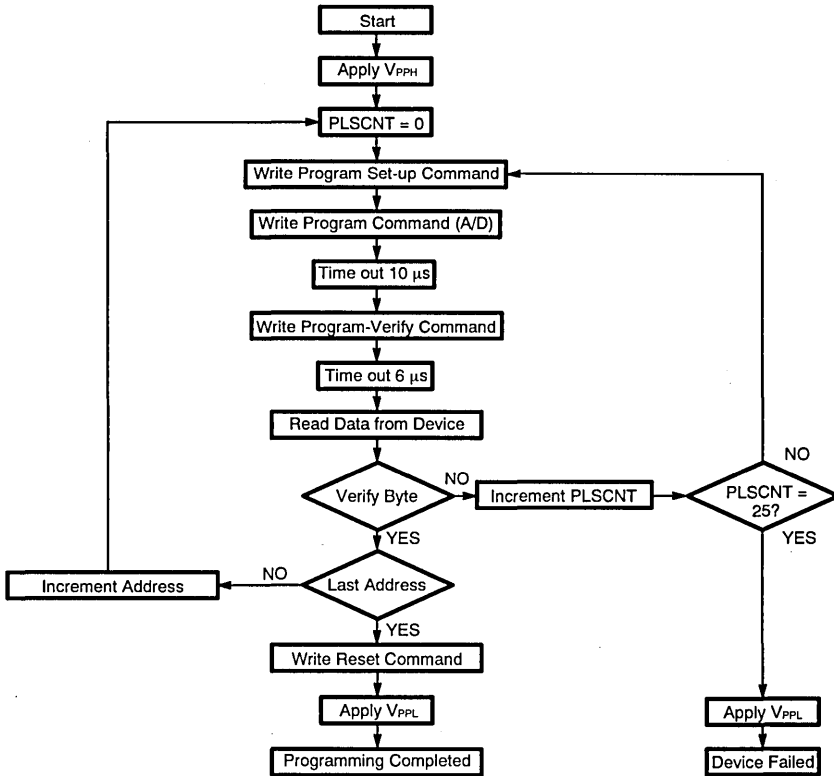 Start
Apply VPPH
PLSCNT = 0
Write Program Set-up Command
Write Program Command (A/D)
Time out 10 µs
Write Program-Verify Command
Time out 6 µs
Read Data from Device
Verify Byte
NO
Increment PLSCNT
PLSCNT =
25?
NO
YES
YES
Last Address
NO
Increment Address
YES
Write Reset Command
Apply VPPL
Programming Completed
Apply VPPL
Device Failed